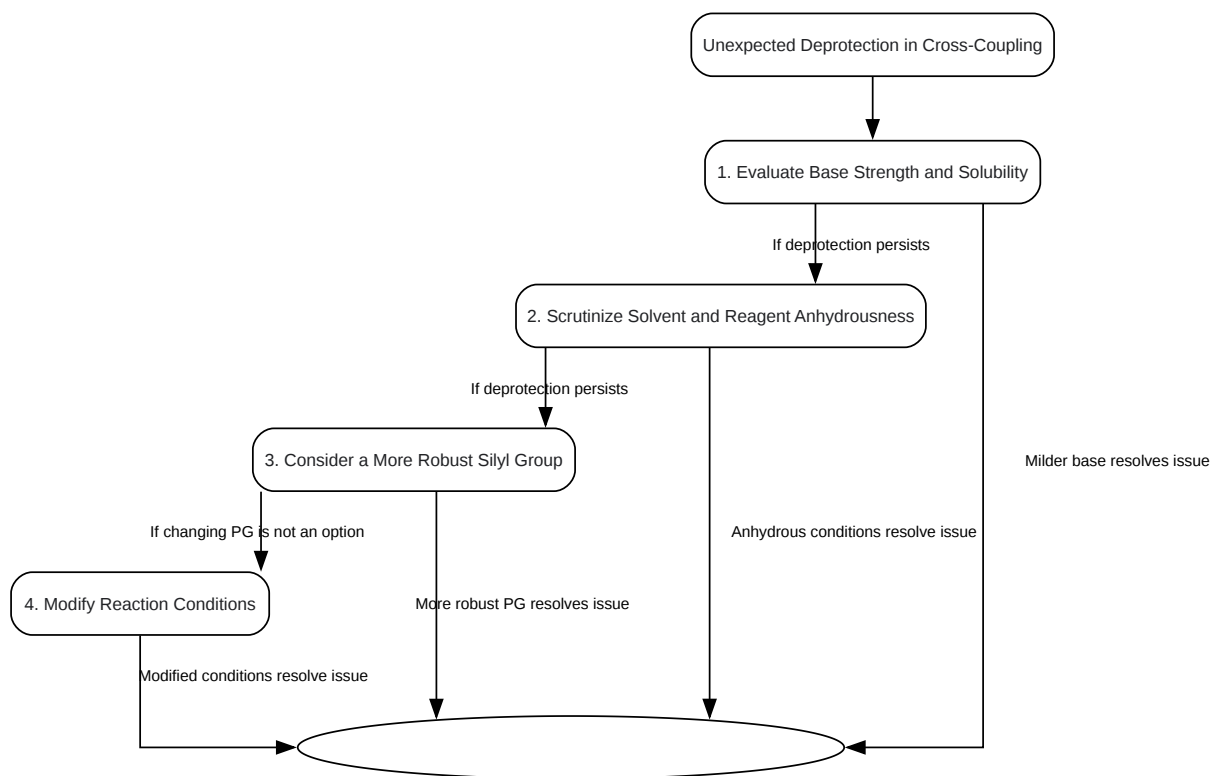 Unexpected Deprotection in Cross-Coupling
1. Evaluate Base Strength and Solubility
If deprotection persists
2. Scrutinize Solvent and Reagent Anhydrousness
If deprotection persists
3. Consider a More Robust Silyl Group
Milder base resolves issue
If changing PG is not an option
Anhydrous conditions resolve issue
4. Modify Reaction Conditions
More robust PG resolves issue
Modified conditions resolve issue